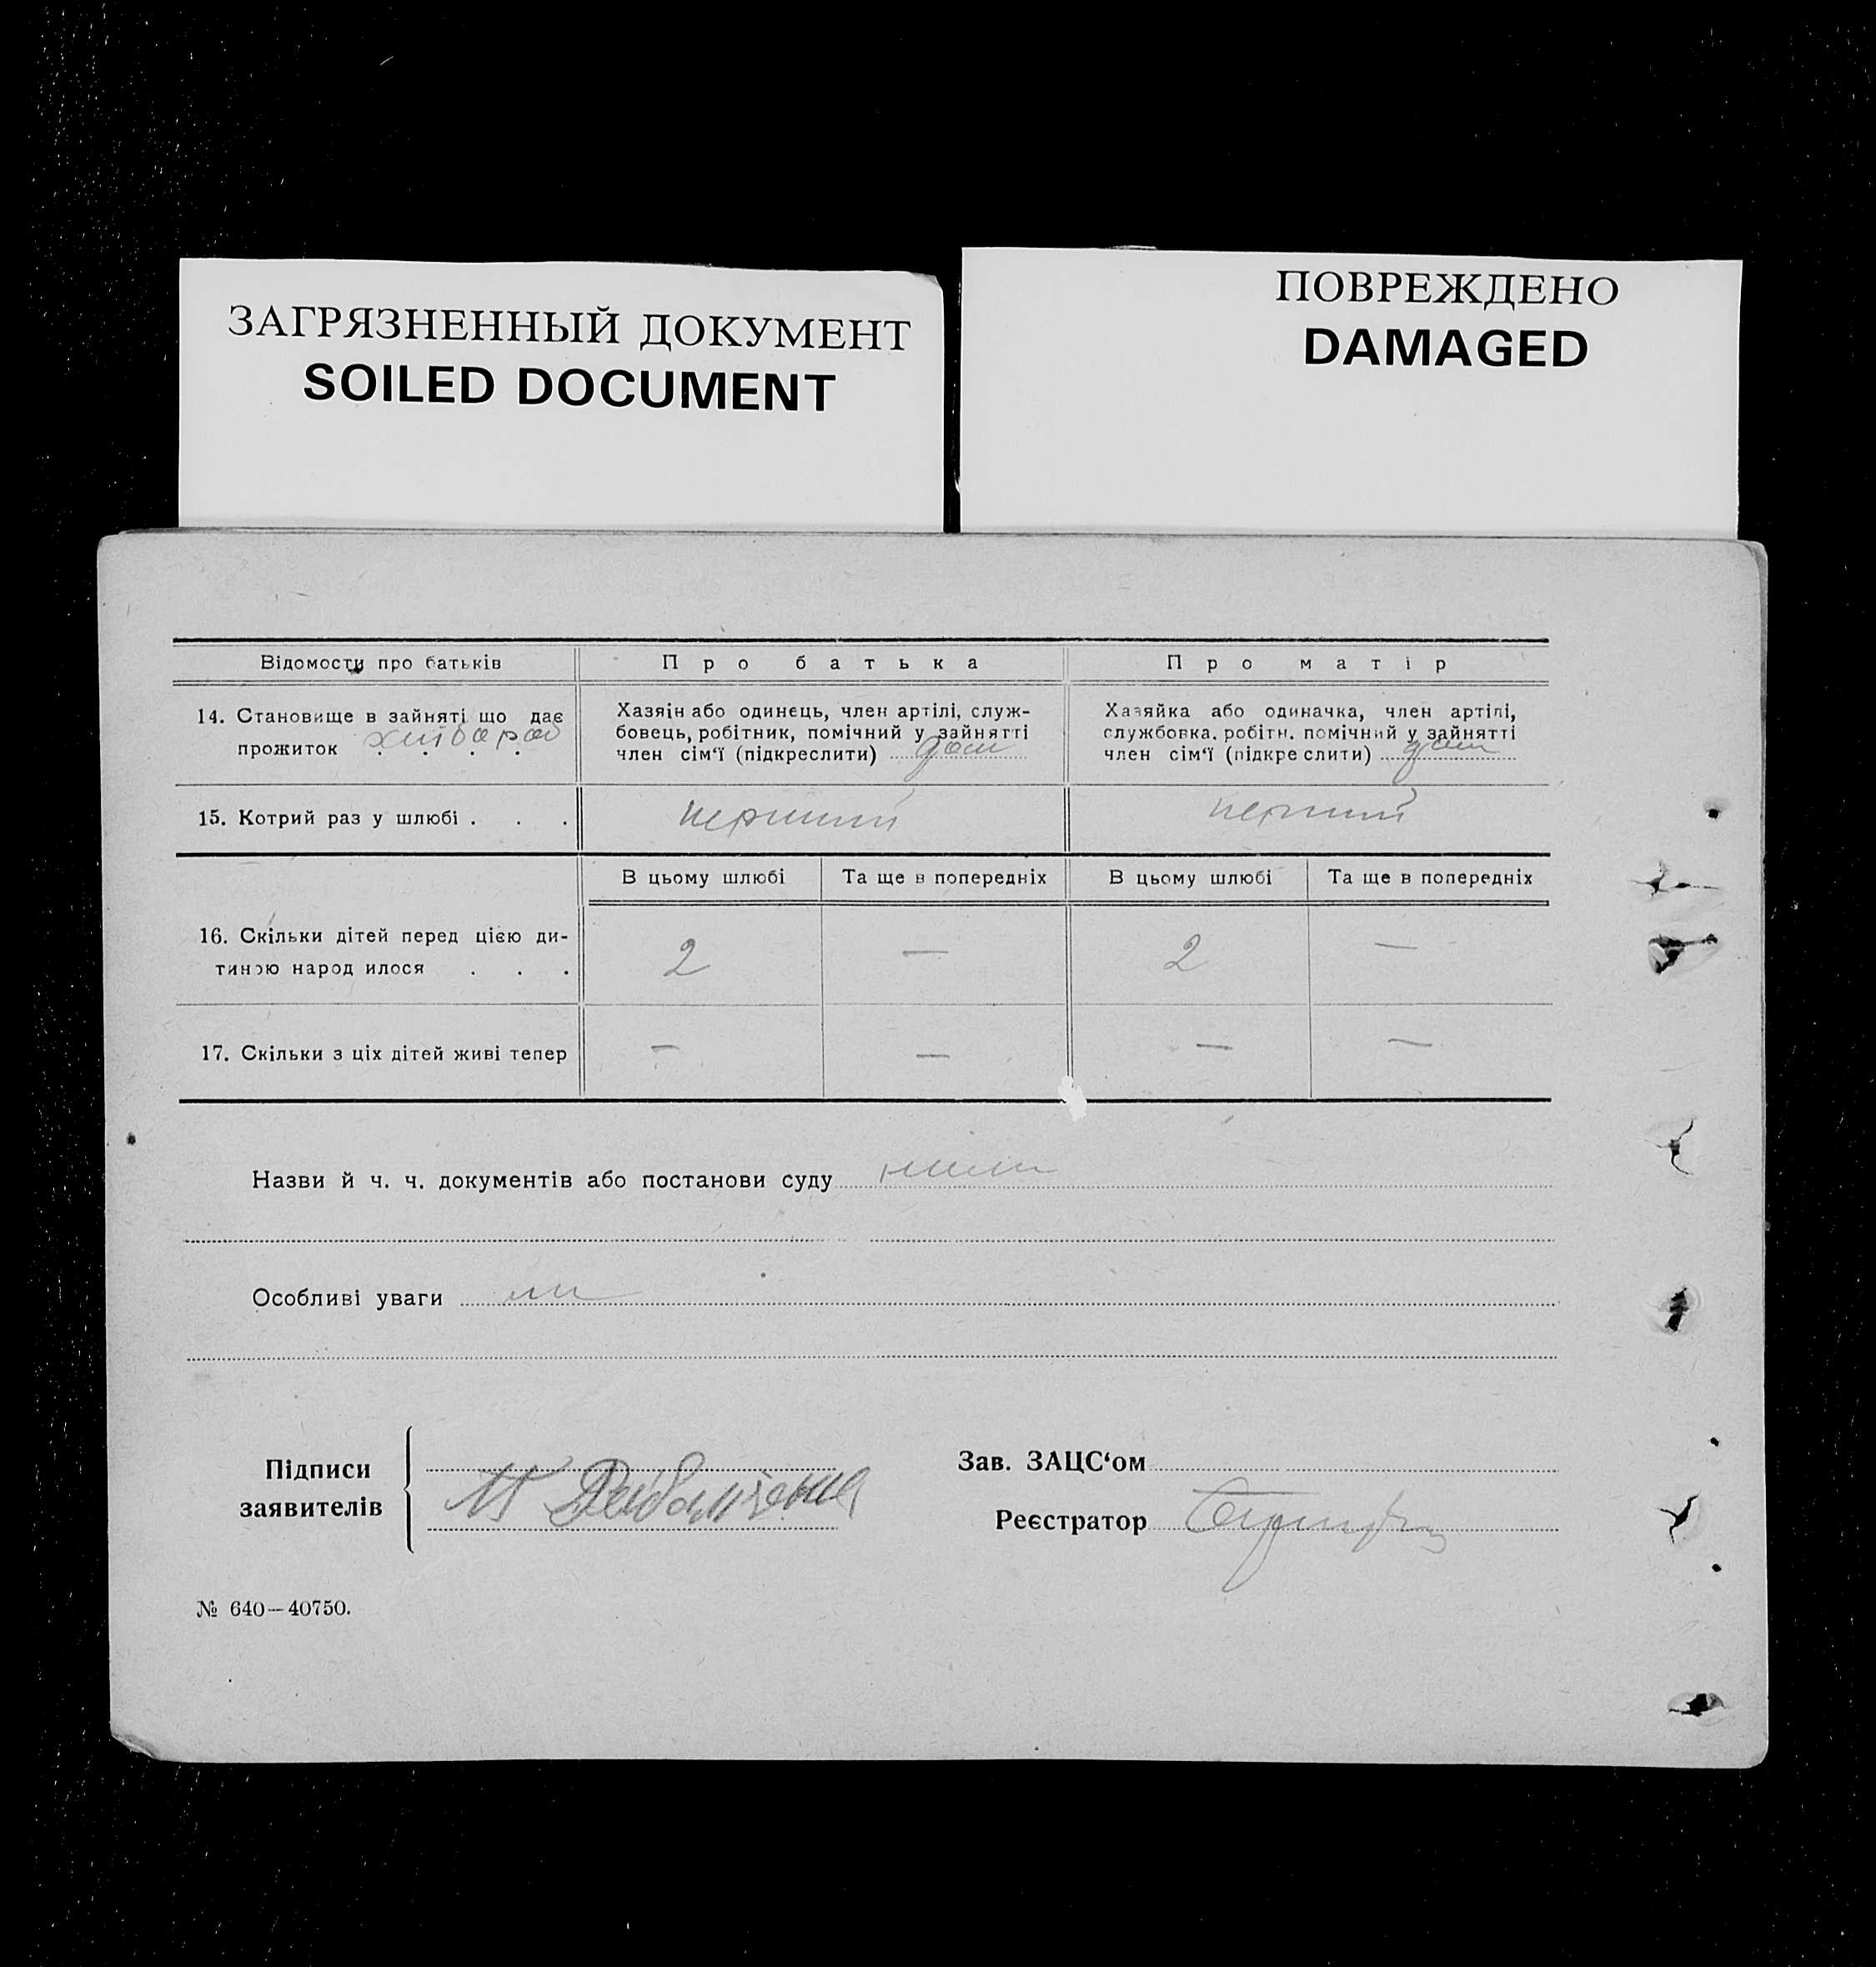 ЗАГРЯЗНЕННЫЙ ДОКУМЕНТ
SOILED DOCUMENT
ПОВРЕЖДЕНО
DAMAGED
Відомости про батьків
Про батька
Про матір
14. Становище в зайняті що дає
прожиток . . . .
Хазяїн або одинець, член артілі, служ-
бовець, робітник, помічний у зайнятті
член сім'ї (підкреслити)
Хазяйка або одиначка, член артілі,
службовка. робітн. помічний у зайнятті
член сім'ї (підкреслити)
15. Котрий раз у шлюбі . . .
перший
перший
В цьому шлюбі
Та ще в попередніх
В цьому шлюбі
Та ще в попередніх
16. Скільки дітей перед цією ди-
тиною народилося . . .
2
—
2
—
17. Скільки з ціх дітей живі тепер
—
—
—
—
Назви й ч. ч. документів або постанови суду
Особливі уваги
Підписи
заявителів
Зав. ЗАЦС'ом
Реєстратор
№ 640—40750.